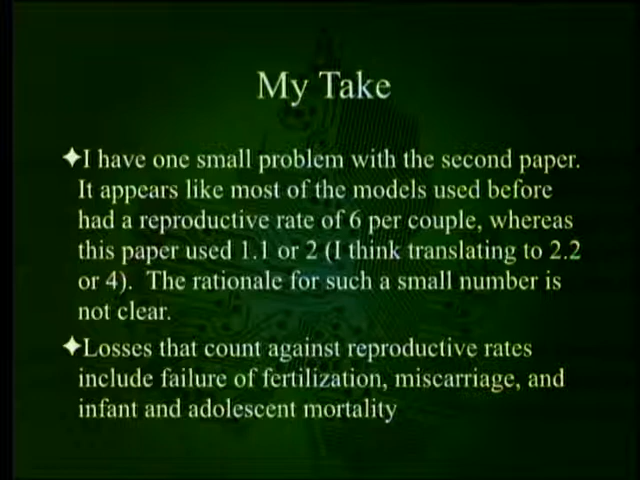 My Take
✦I have one small problem with the second paper.
It appears like most of the models used before
had a reproductive rate of 6 per couple, whereas
this paper used 1.1 or 2 (I think translating to 2.2
or 4).  The rationale for such a small number is
not clear.
✦Losses that count against reproductive rates
include failure of fertilization, miscarriage, and
infant and adolescent mortality